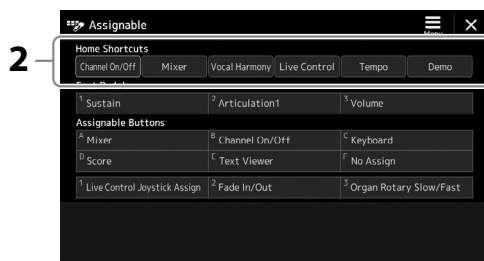 Assignable
Menu
2
Home Shortcuts
Channel On/Off Mixer Vocal Harmony Live Control Tempo Demo
1 Sustain 2 Articulation1 3 Volume
Assignable Buttons
A Mixer B Channel On/Off C Keyboard
D Score E Text Viewer F No Assign
1 Live Control Joystick Assign 2 Fade In/Out 3 Organ Rotary Slow/Fast